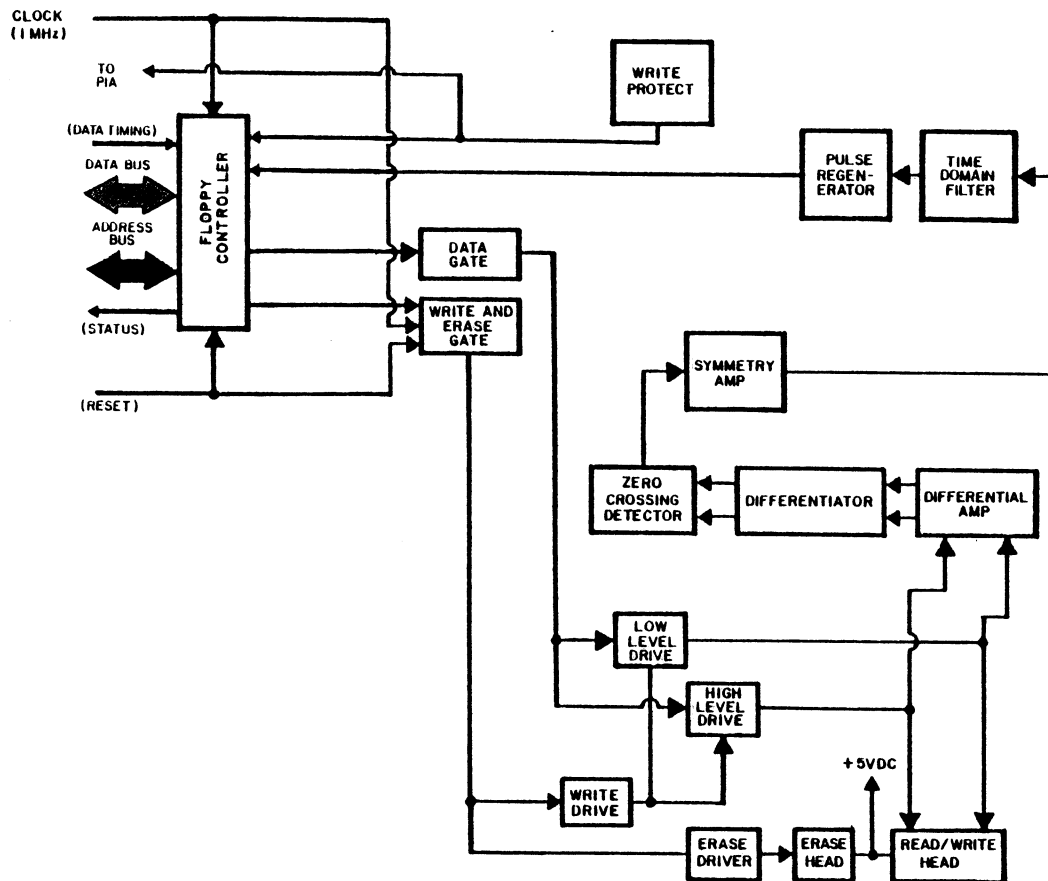 CLOCK
(1 MHz)
TO
PIA
WRITE
PROTECT
(DATA TIMING)
DATA BUS
ADDRESS
BUS
(STATUS)
(RESET)
FLOPPY
CONTROLLER
PULSE
REGEN-
ERATOR
TIME
DOMAIN
FILTER
DATA
GATE
WRITE AND
ERASE
GATE
SYMMETRY
AMP
ZERO
CROSSING
DETECTOR
DIFFERENTIATOR
DIFFERENTIAL
AMP
LOW
LEVEL
DRIVE
HIGH
LEVEL
DRIVE
+5VDC
WRITE
DRIVE
ERASE
DRIVER
ERASE
HEAD
READ/WRITE
HEAD